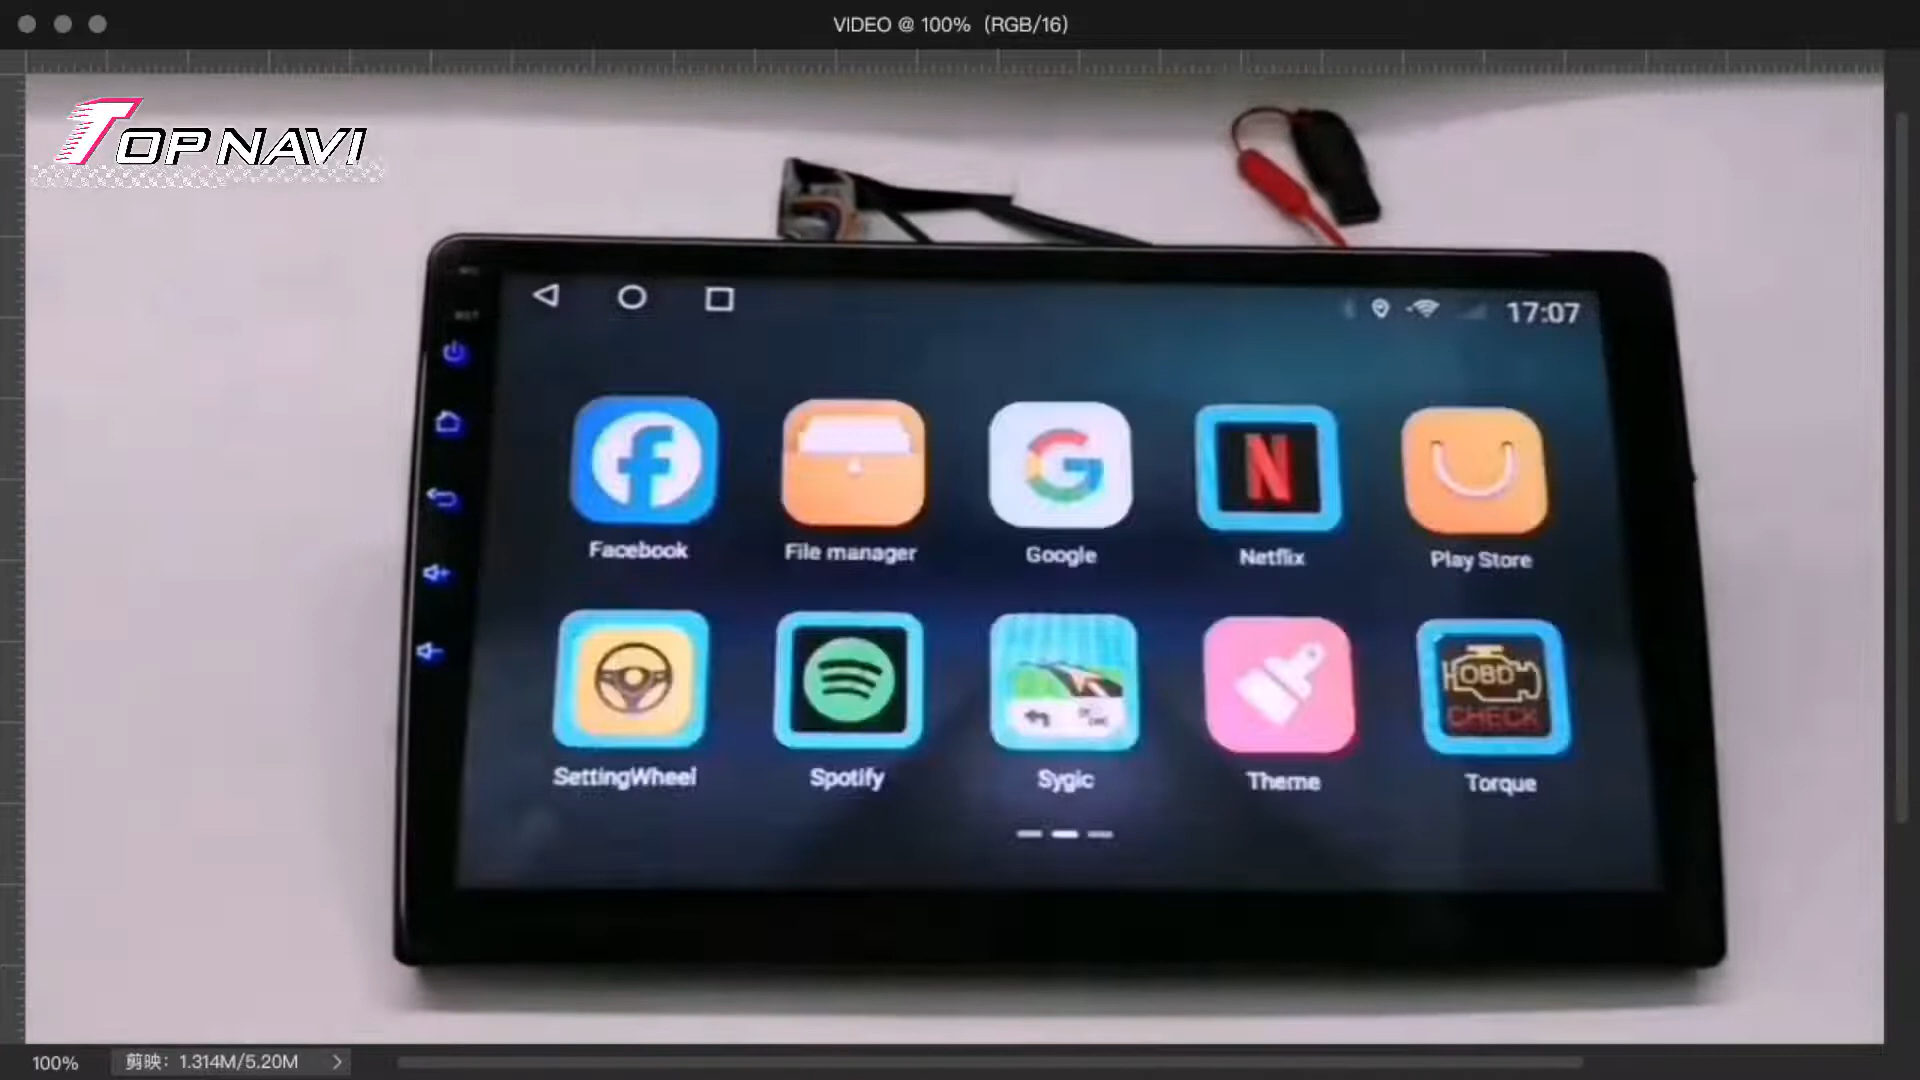 VIDEO @ 100% (RGB/16)
TOPNAVI
17:07
Facebook
File manager
Google
Netflix
Play Store
OBD
CHECK
SettingWheel
Spotify
Sygic
Theme
Torque
100%
剪映: 1.314M/5.20M